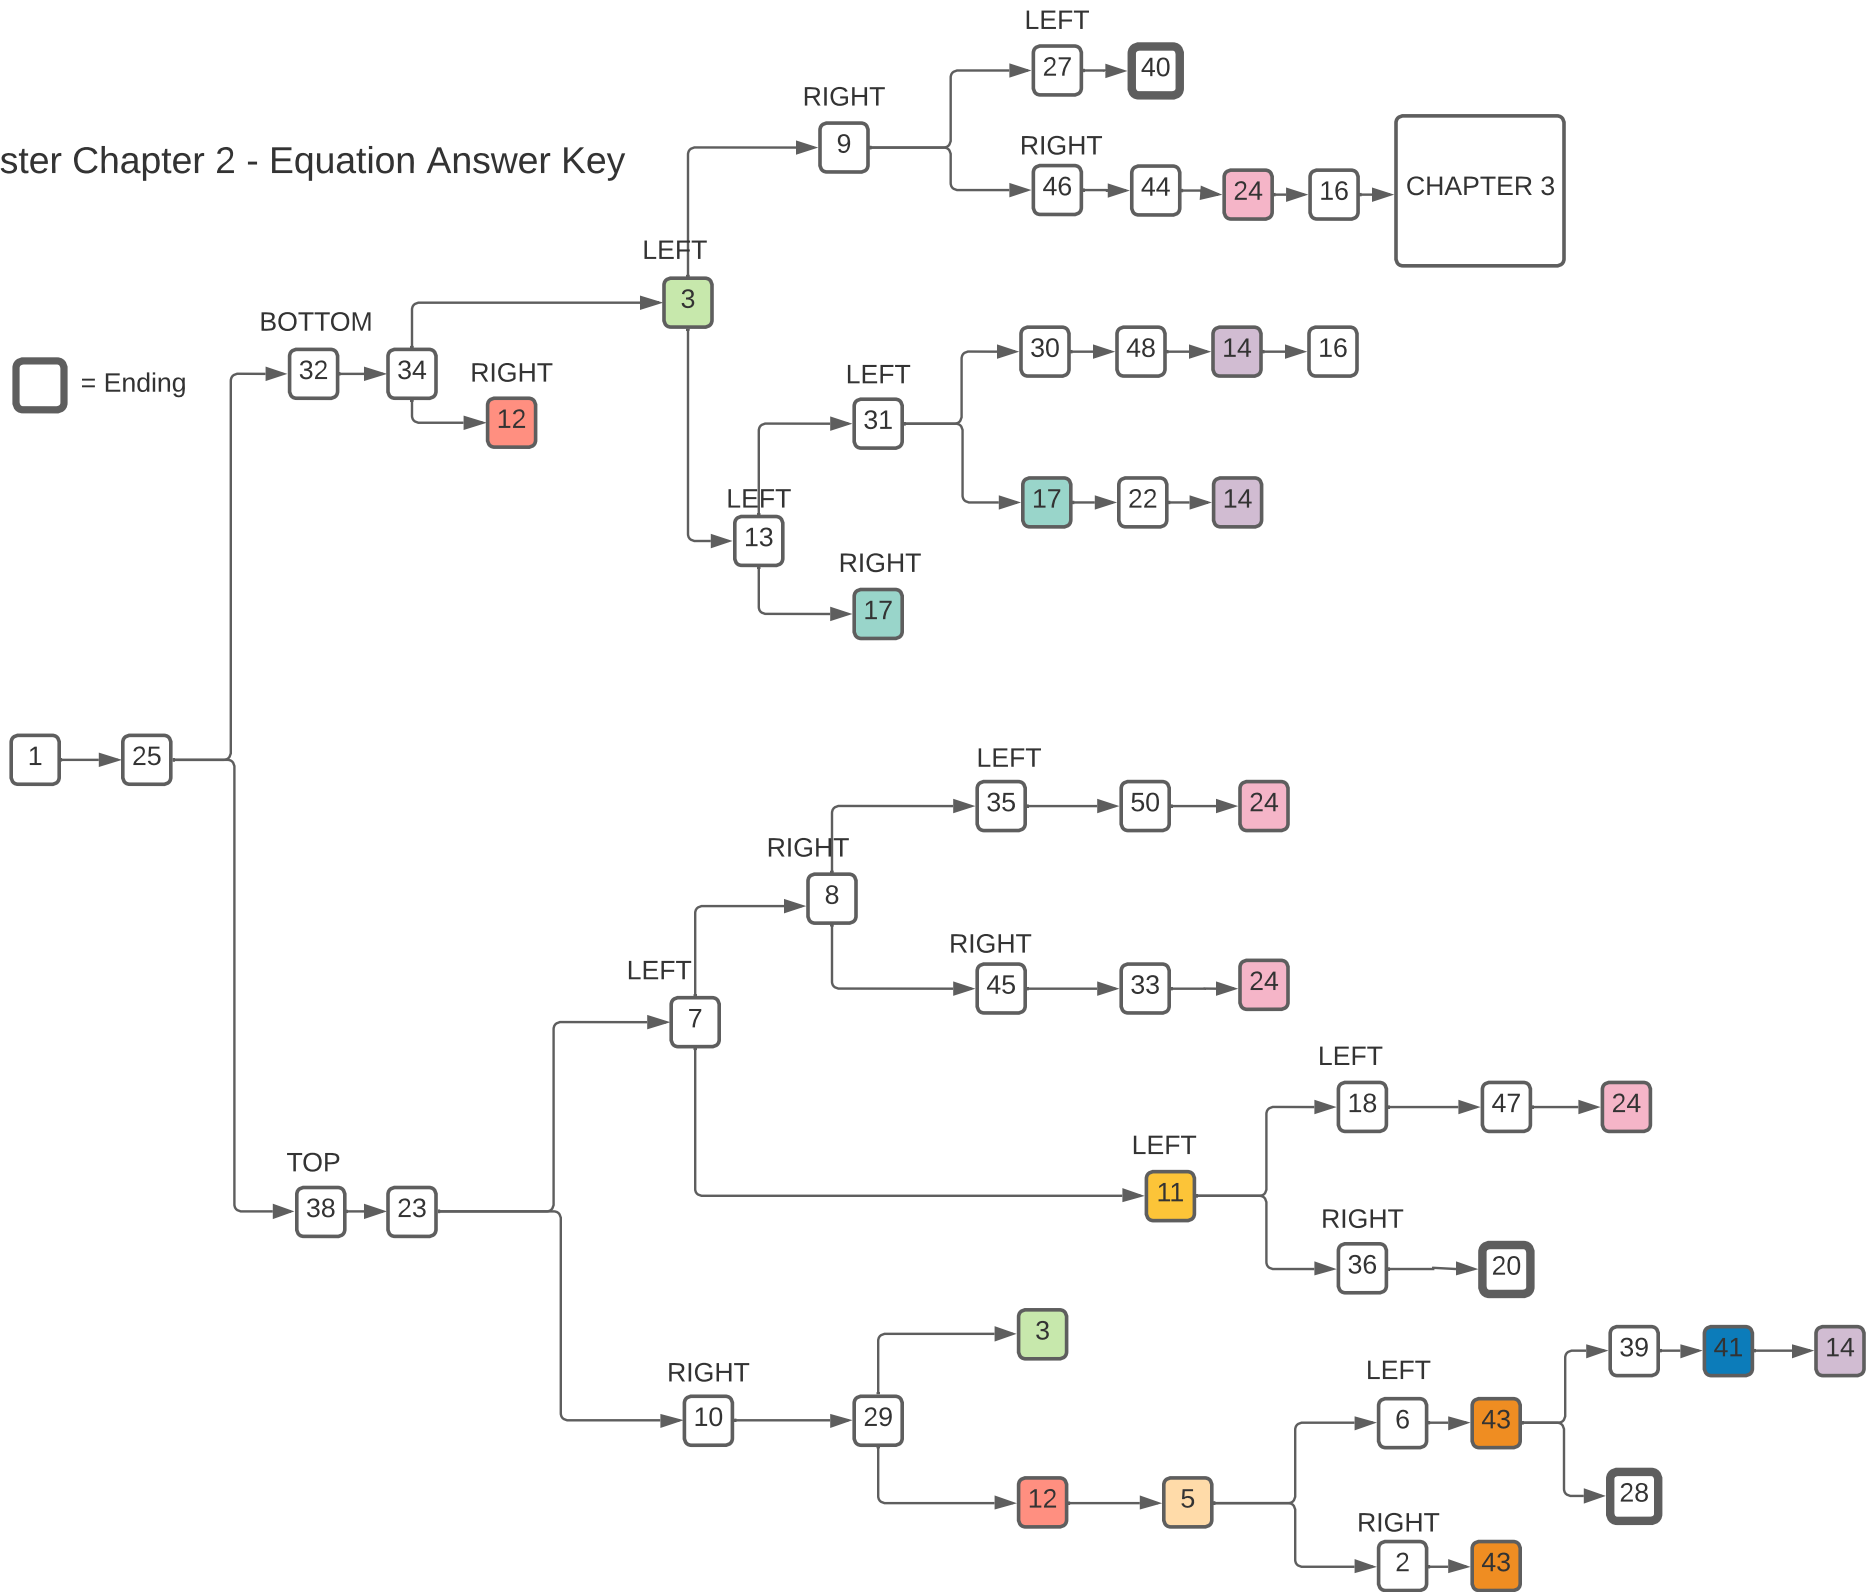 LEFT
27
40
RIGHT
9
RIGHT
46
44
24
16
CHAPTER 3
ster Chapter 2 - Equation Answer Key
LEFT
3
BOTTOM
32
34
RIGHT
12
= Ending
30
48
14
16
LEFT
31
17
22
14
LEFT
13
RIGHT
17
1
25
LEFT
35
50
24
RIGHT
8
RIGHT
45
33
24
LEFT
7
LEFT
18
47
24
LEFT
11
RIGHT
36
20
TOP
38
23
3
RIGHT
10
29
39
41
14
LEFT
6
43
28
12
5
RIGHT
2
43